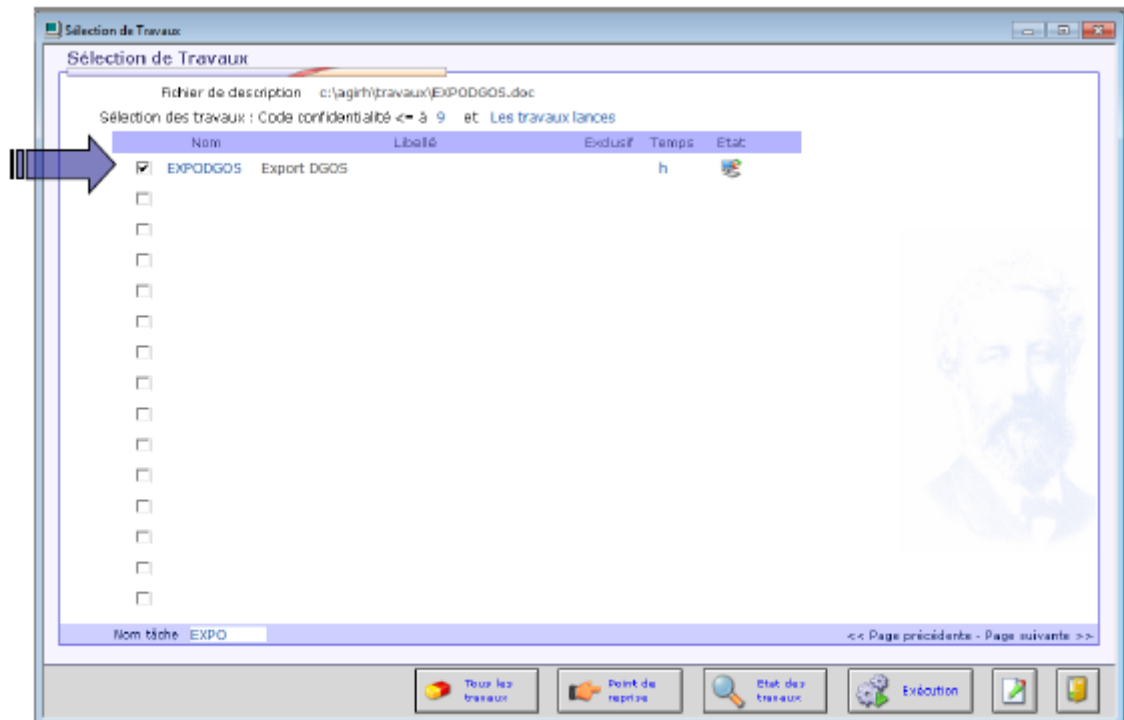 Sélection de Travaux
Sélection de Travaux
Fichier de description c:\agirh\travaux\EXPODGOS.doc
Sélection des travaux : Code confidentialité <= à 9 et Les travaux lances
Nom Libellé Exclusif Temps Etat
EXPODGOS Export DGOS h
Nom tâche EXPO << Page précédente - Page suivante >>
Tous les travaux Point de reprise Etat des travaux Exécution